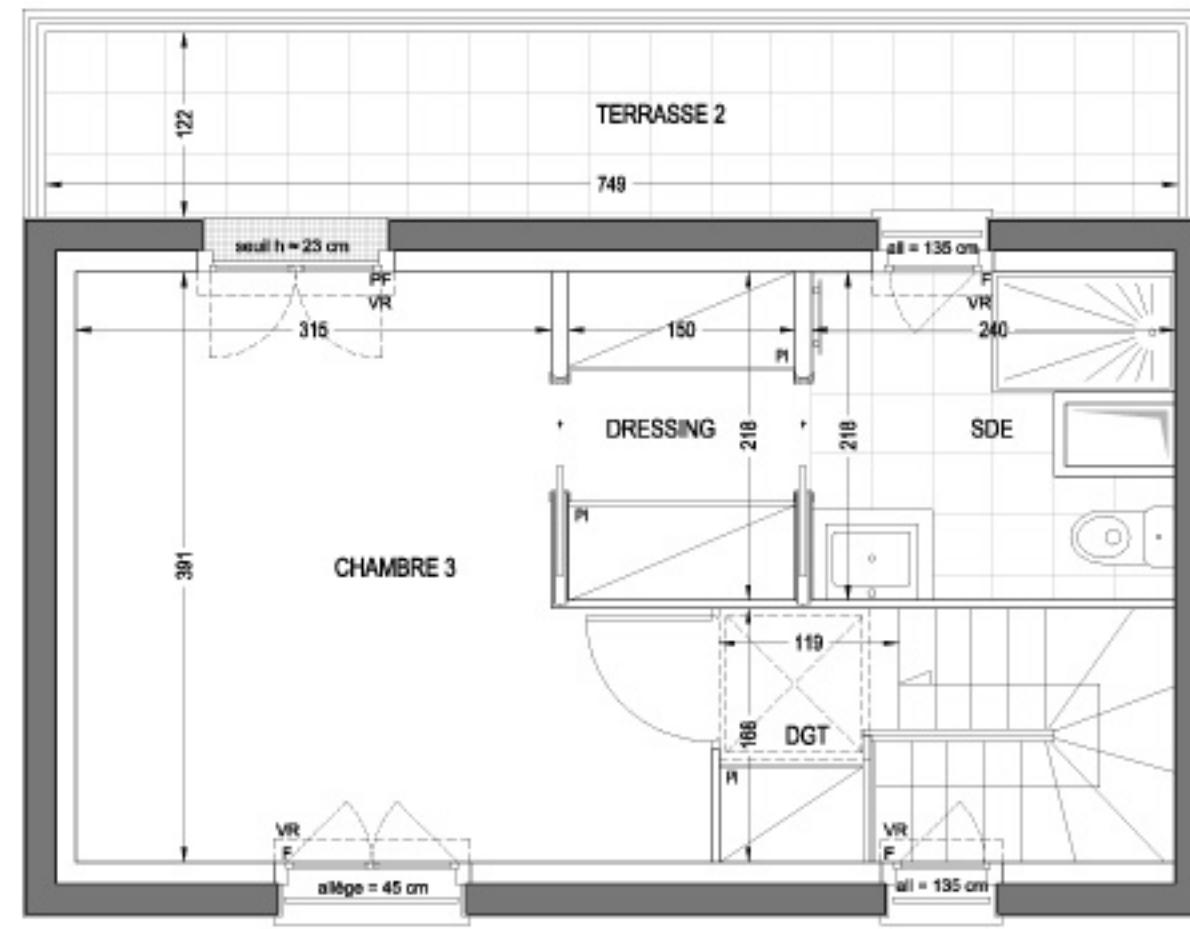 TERRASSE 2
122
749
seuil h = 23 cm
all = 135 cm
PF
VR
F
VR
315
150
240
PI
DRESSING
218
218
SDE
PI
391
CHAMBRE 3
119
166
DGT
PI
VR
F
VR
F
allège = 45 cm
all = 135 cm